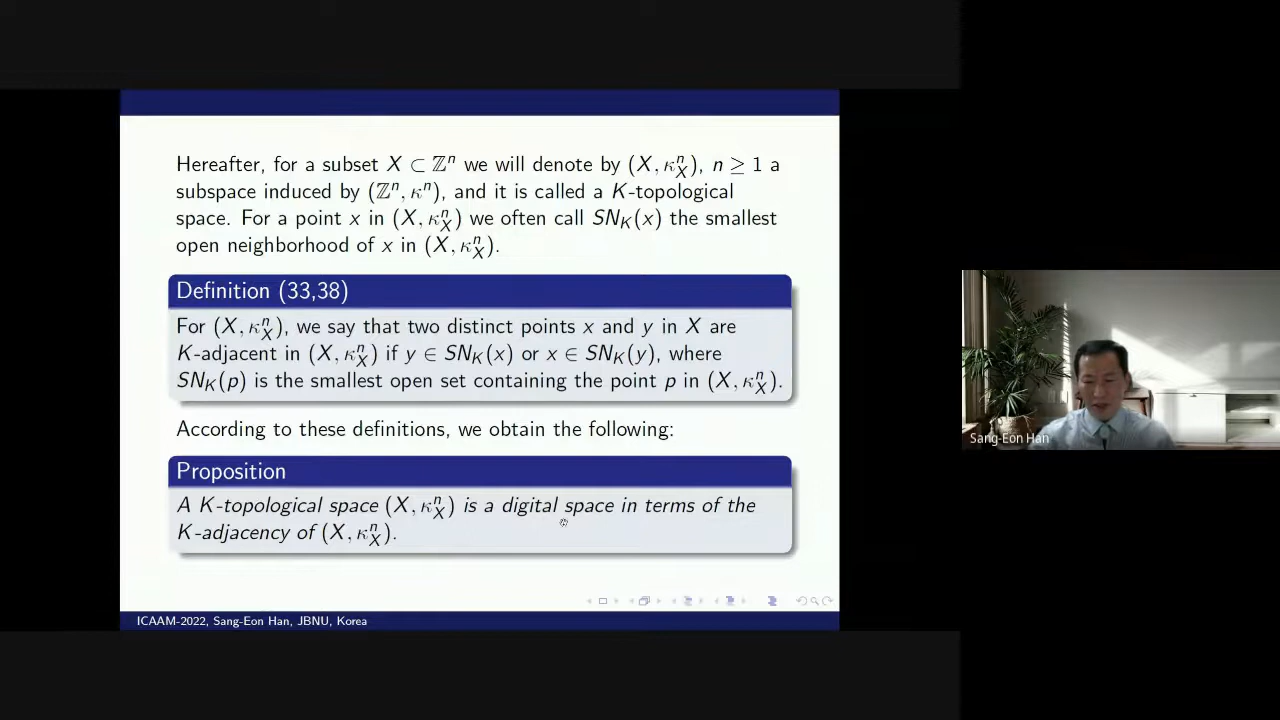 Hereafter, for a subset X ⊂ ℤⁿ we will denote by (X, κⁿ_X), n ≥ 1 a
subspace induced by (ℤⁿ, κⁿ), and it is called a K-topological
space. For a point x in (X, κⁿ_X) we often call SN_K(x) the smallest
open neighborhood of x in (X, κⁿ_X).
Definition (33,38)
For (X, κⁿ_X), we say that two distinct points x and y in X are
K-adjacent in (X, κⁿ_X) if y ∈ SN_K(x) or x ∈ SN_K(y), where
SN_K(p) is the smallest open set containing the point p in (X, κⁿ_X).
According to these definitions, we obtain the following:
Proposition
A K-topological space (X, κⁿ_X) is a digital space in terms of the
K-adjacency of (X, κⁿ_X).
ICAAM-2022, Sang-Eon Han, JBNU, Korea
Sang-Eon Han